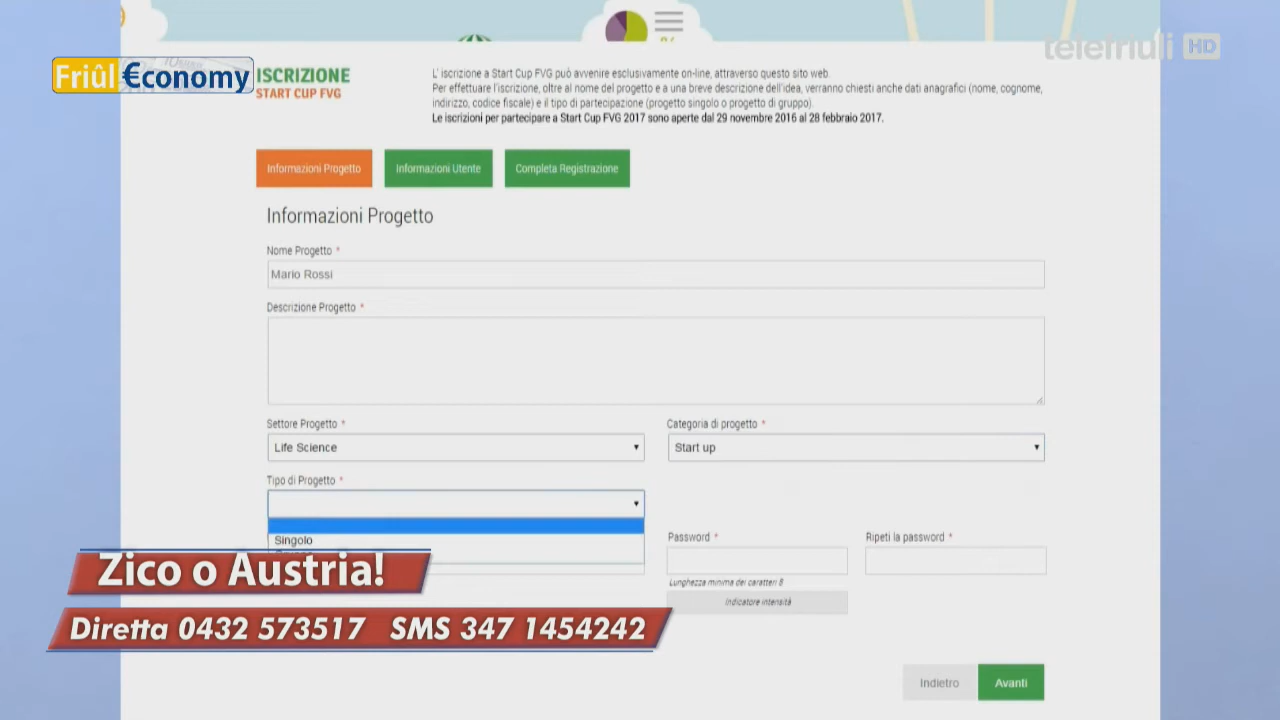 telefriuli HD
Friûl €conomy
ISCRIZIONE
START CUP FVG
L' iscrizione a Start Cup FVG può avvenire esclusivamente on-line, attraverso questo sito web.
Per effettuare l'iscrizione, oltre al nome del progetto e a una breve descrizione dell'idea, verranno chiesti anche dati anagrafici (nome, cognome,
indirizzo, codice fiscale) e il tipo di partecipazione (progetto singolo o progetto di gruppo).
Le iscrizioni per partecipare a Start Cup FVG 2017 sono aperte dal 29 novembre 2016 al 28 febbraio 2017.
Informazioni Progetto Informazioni Utente Completa Registrazione
Informazioni Progetto
Nome Progetto *
Mario Rossi
Descrizione Progetto *
Settore Progetto * Categoria di progetto *
Life Science Start up
Tipo di Progetto *
Singolo
Password * Ripeti la password *
Lunghezza minima dei caratteri 8
Indicatore intensità
Zico o Austria!
Diretta 0432 573517 SMS 347 1454242
Indietro Avanti